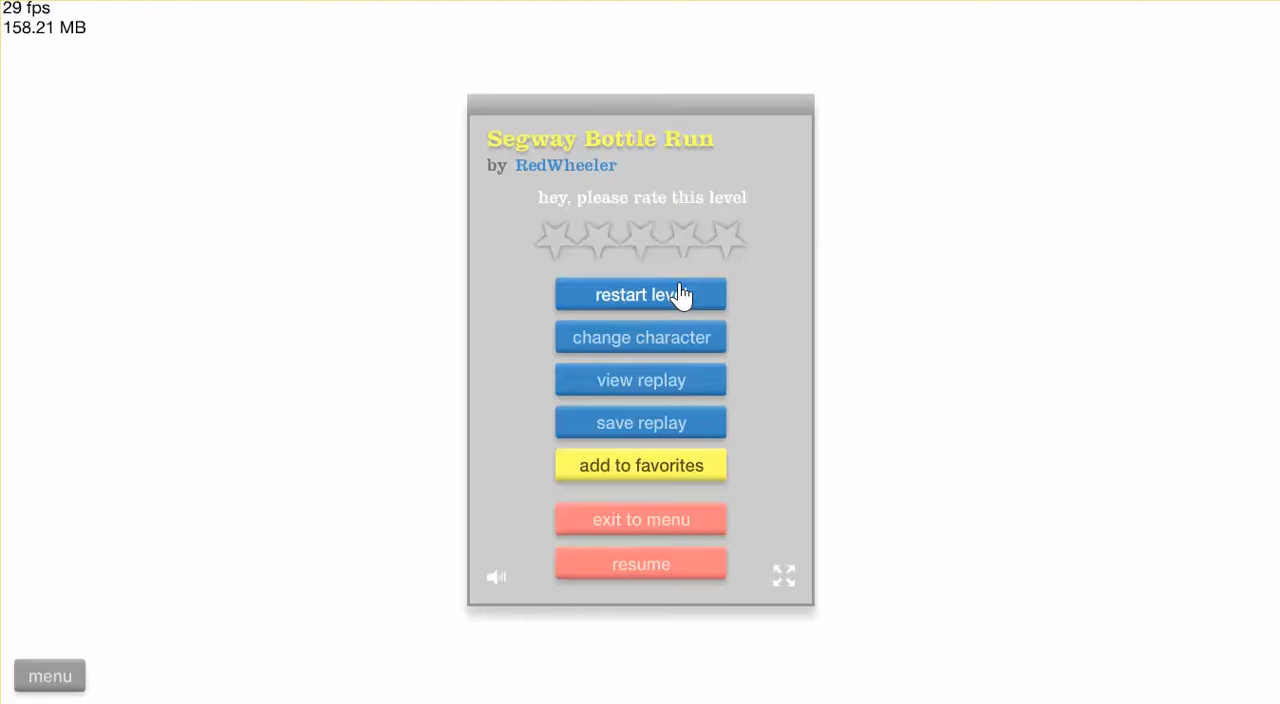 29 fps
158.21 MB
Segway Bottle Run
by RedWheeler
hey, please rate this level
restart level
change character
view replay
save replay
add to favorites
exit to menu
resume
menu